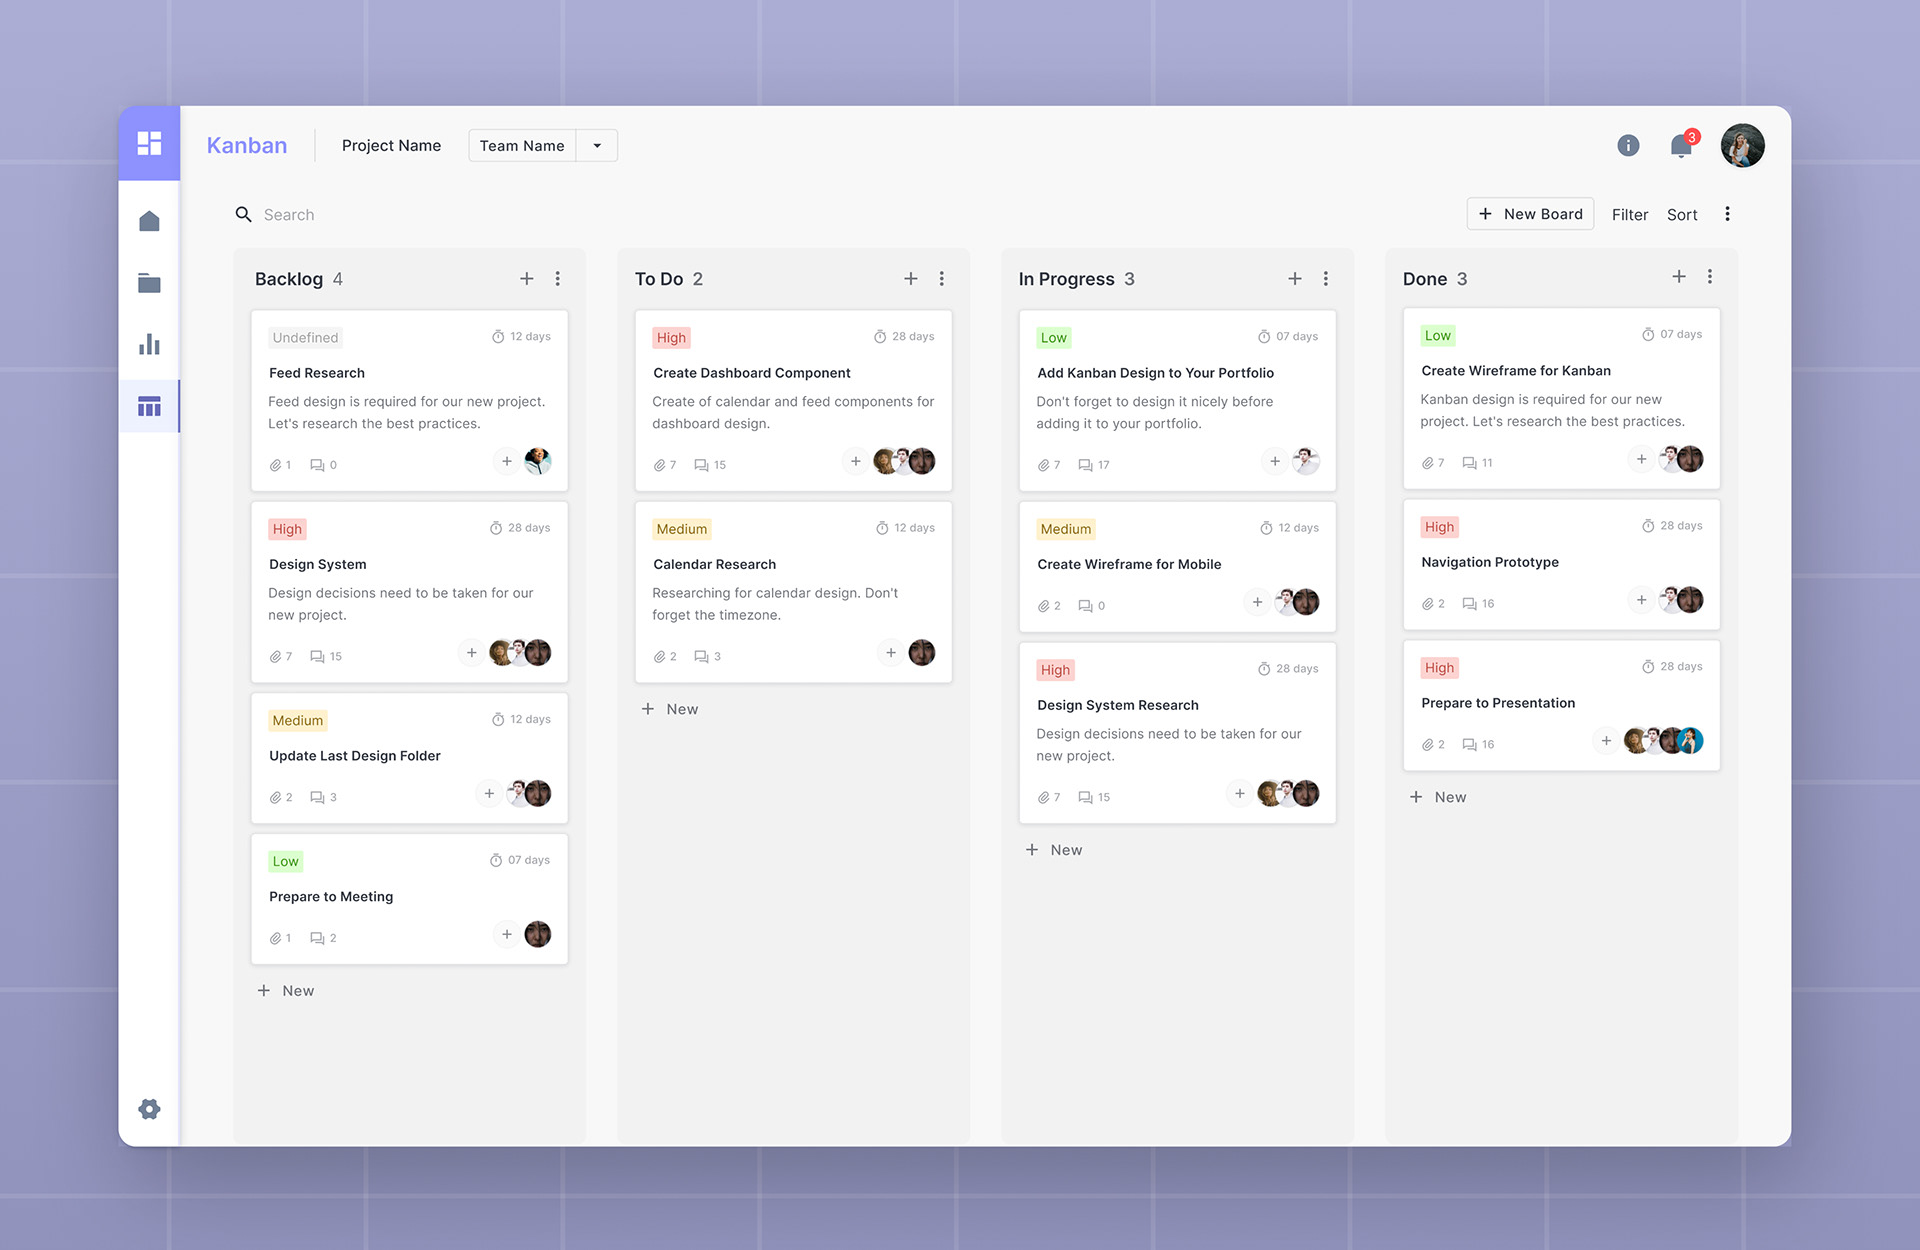 Kanban
Project Name
Team Name
3
Search
New Board
Filter
Sort
Backlog 4
Undefined
12 days
Feed Research
Feed design is required for our new project.
Let's research the best practices.
1
0
High
28 days
Design System
Design decisions need to be taken for our
new project.
7
15
Medium
12 days
Update Last Design Folder
2
3
Low
07 days
Prepare to Meeting
1
2
New
To Do 2
High
28 days
Create Dashboard Component
Create of calendar and feed components for
dashboard design.
7
15
Medium
12 days
Calendar Research
Researching for calendar design. Don't
forget the timezone.
2
3
New
In Progress 3
Low
07 days
Add Kanban Design to Your Portfolio
Don't forget to design it nicely before
adding it to your portfolio.
7
17
Medium
12 days
Create Wireframe for Mobile
2
0
High
28 days
Design System Research
Design decisions need to be taken for our
new project.
7
15
New
Done 3
Low
07 days
Create Wireframe for Kanban
Kanban design is required for our new
project. Let's research the best practices.
7
11
High
28 days
Navigation Prototype
2
16
High
28 days
Prepare to Presentation
2
16
New